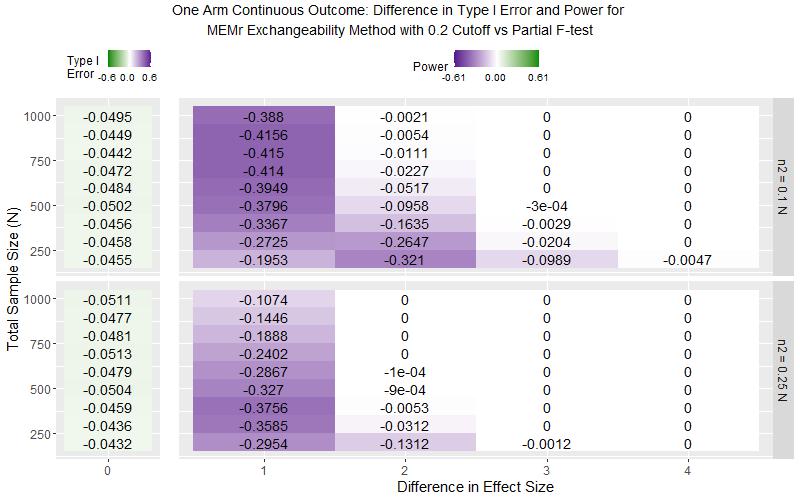 One Arm Continuous Outcome: Difference in Type I Error and Power for
MEMr Exchangeability Method with 0.2 Cutoff vs Partial F-test
Type I
Error -0.6 0.0 0.6
Power -0.61 0.00 0.61
1000 -0.0495 -0.388 -0.0021 0 0
-0.0449 -0.4156 -0.0054 0 0
-0.0442 -0.415 -0.0111 0 0
750 -0.0472 -0.414 -0.0227 0 0
-0.0484 -0.3949 -0.0517 0 0
500 -0.0502 -0.3796 -0.0958 -3e-04 0
-0.0456 -0.3367 -0.1635 -0.0029 0
-0.0458 -0.2725 -0.2647 -0.0204 0
250 -0.0455 -0.1953 -0.321 -0.0989 -0.0047
n2 = 0.1 N
1000 -0.0511 -0.1074 0 0 0
-0.0477 -0.1446 0 0 0
-0.0481 -0.1888 0 0 0
750 -0.0513 -0.2402 0 0 0
-0.0479 -0.2867 -1e-04 0 0
500 -0.0504 -0.327 -9e-04 0 0
-0.0459 -0.3756 -0.0053 0 0
-0.0436 -0.3585 -0.0312 0 0
250 -0.0432 -0.2954 -0.1312 -0.0012 0
n2 = 0.25 N
Total Sample Size (N)
0 1 2 3 4
Difference in Effect Size